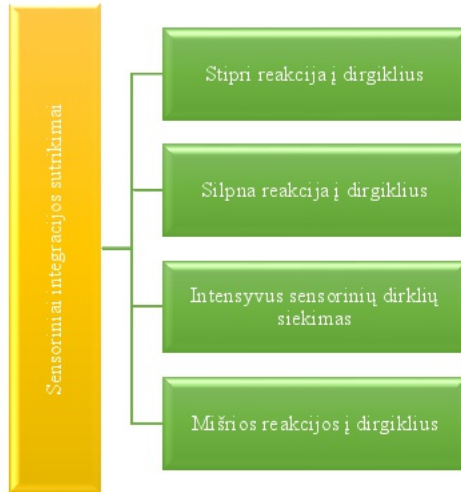 Sensoriniai integracijos sutrikimai
Stipri reakcija į dirgiklius
Silpna reakcija į dirgiklius
Intensyvus sensorinių dirklių
siekimas
Mišrios reakcijos į dirgiklius